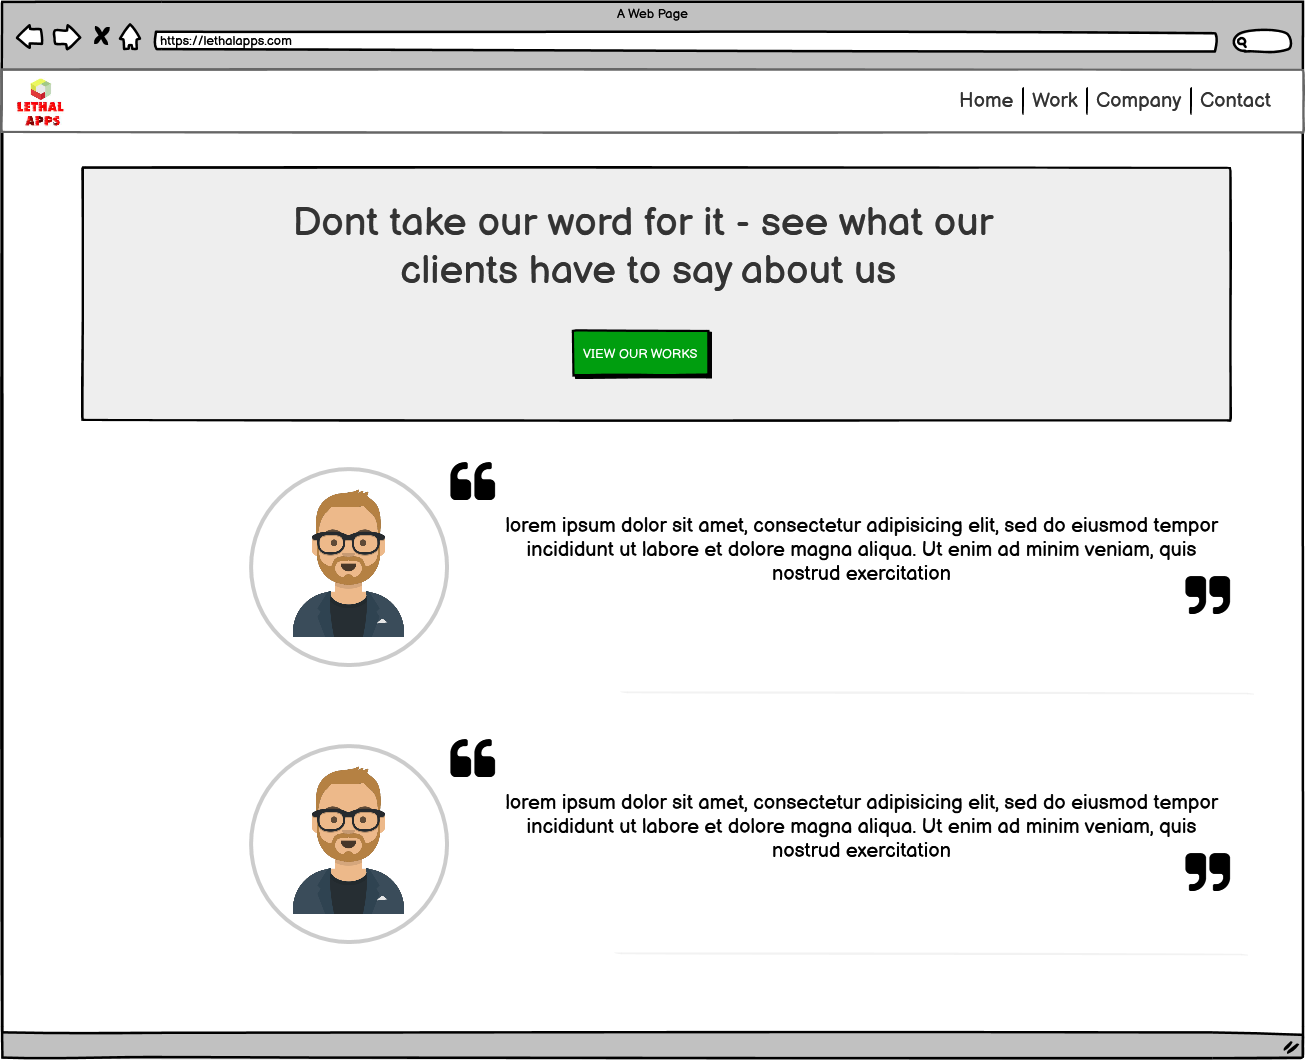 A Web Page
https://lethalapps.com
LETHAL
APPS
Home Work Company Contact
Dont take our word for it - see what our
clients have to say about us
VIEW OUR WORKS
lorem ipsum dolor sit amet, consectetur adipisicing elit, sed do eiusmod tempor
incididunt ut labore et dolore magna aliqua. Ut enim ad minim veniam, quis
nostrud exercitation
lorem ipsum dolor sit amet, consectetur adipisicing elit, sed do eiusmod tempor
incididunt ut labore et dolore magna aliqua. Ut enim ad minim veniam, quis
nostrud exercitation